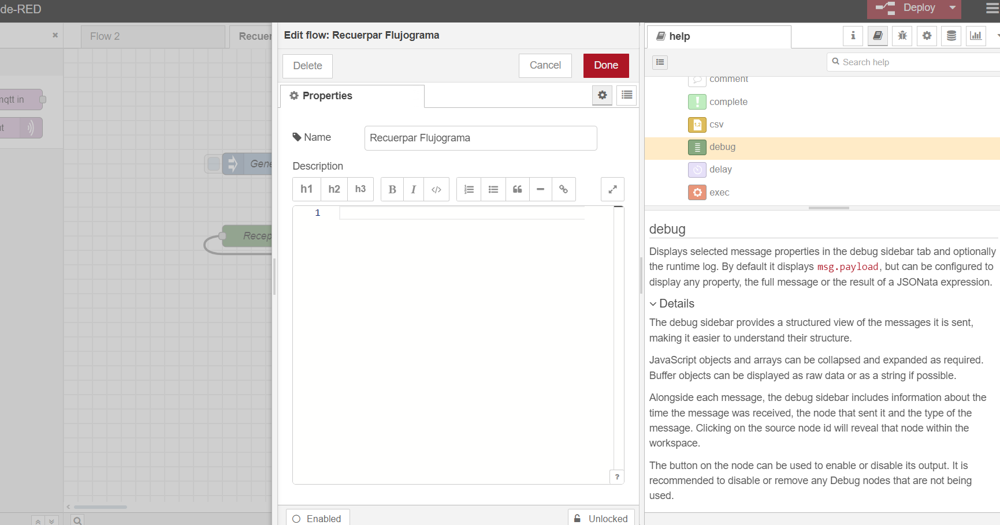 de-RED
Deploy
Flow 2
Recuer
Edit flow: Recuerpar Flujograma
help
Delete
Cancel
Done
Search help
Properties
mqtt in
Name
Recuerpar Flujograma
Description
h1 h2 h3 B I </>
1
Gene
Recep
comment
complete
1,2
csv
debug
delay
exec
debug
Displays selected message properties in the debug sidebar tab and optionally
the runtime log. By default it displays msg.payload, but can be configured to
display any property, the full message or the result of a JSONata expression.
Details
The debug sidebar provides a structured view of the messages it is sent,
making it easier to understand their structure.
JavaScript objects and arrays can be collapsed and expanded as required.
Buffer objects can be displayed as raw data or as a string if possible.
Alongside each message, the debug sidebar includes information about the
time the message was received, the node that sent it and the type of the
message. Clicking on the source node id will reveal that node within the
workspace.
The button on the node can be used to enable or disable its output. It is
recommended to disable or remove any Debug nodes that are not being
used.
?
Enabled
Unlocked